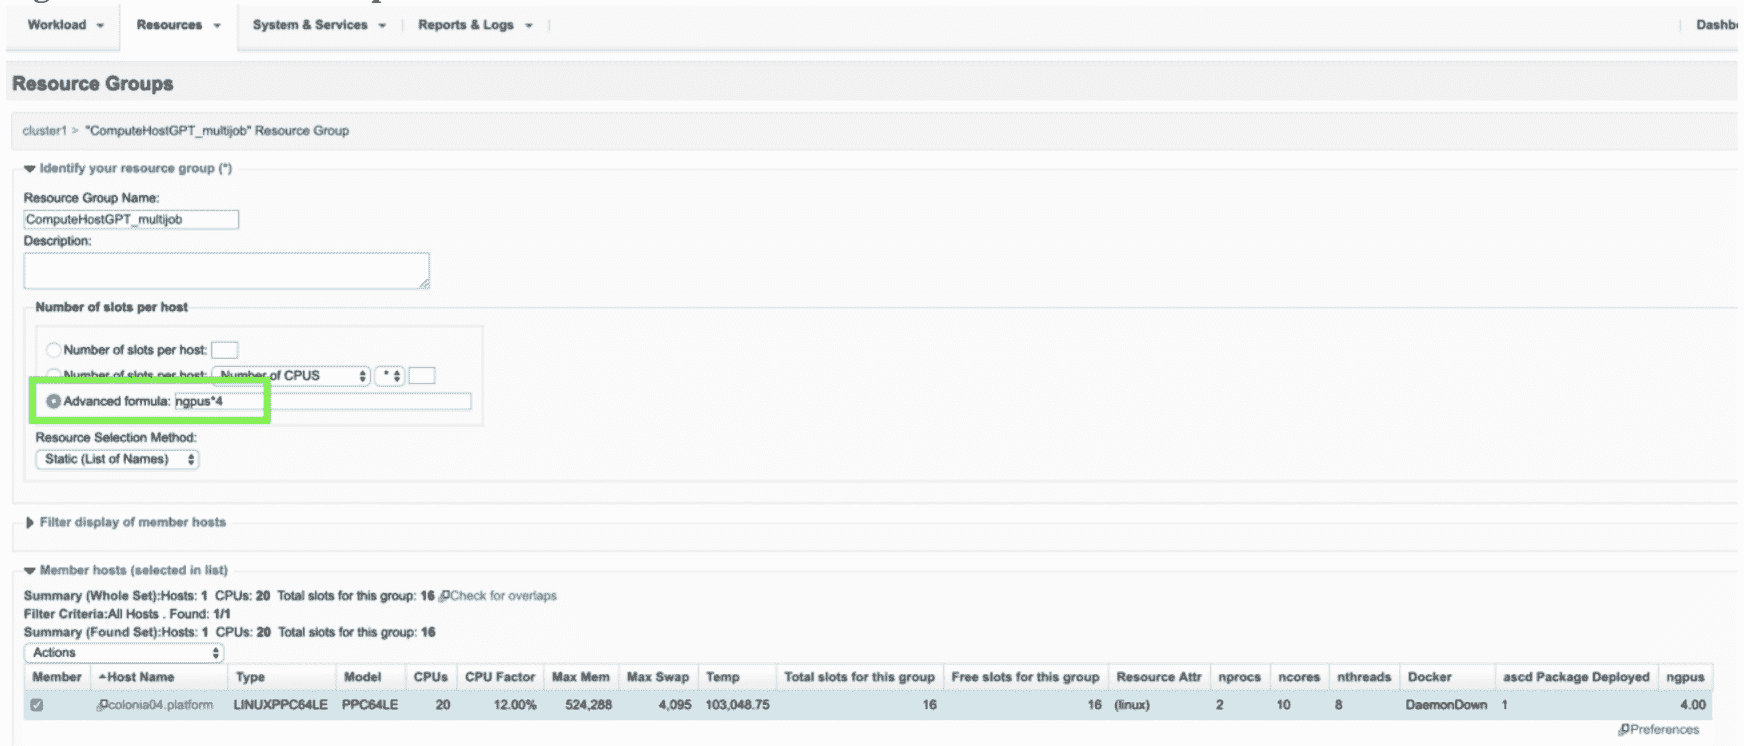 Workload Resources System & Services Reports & Logs Dashbo
Resource Groups
cluster1 > "ComputeHostGPT_multijob" Resource Group
Identify your resource group (*)
Resource Group Name:
ComputeHostGPT_multijob
Description:
Number of slots per host
Number of slots per host:
Number of slots per host: Number of CPUS *
Advanced formula: ngpus*4
Resource Selection Method:
Static (List of Names)
Filter display of member hosts
Member hosts (selected in list)
Summary (Whole Set):Hosts: 1 CPUs: 20 Total slots for this group: 16 Check for overlaps
Filter Criteria:All Hosts . Found: 1/1
Summary (Found Set):Hosts: 1 CPUs: 20 Total slots for this group: 16
Actions
Member Host Name Type Model CPUs CPU Factor Max Mem Max Swap Temp Total slots for this group Free slots for this group Resource Attr nprocs ncores nthreads Docker ascd Package Deployed ngpus
colonia04.platform LINUXPPC64LE PPC64LE 20 12.00% 524,288 4,095 103,048.75 16 16 (linux) 2 10 8 DaemonDown 1 4.00
Preferences